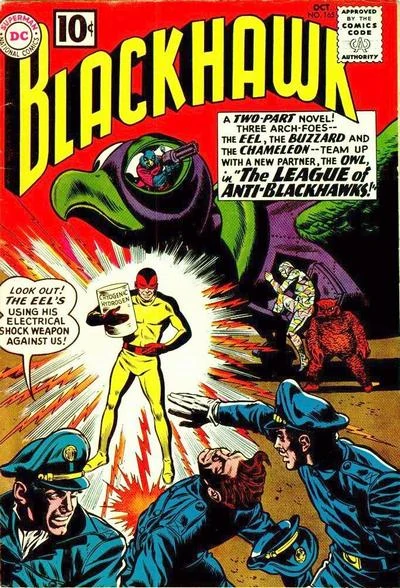 SUPERMAN
DC
NATIONAL COMICS
10¢
OCT.
NO. 165
APPROVED
BY THE
COMICS
CODE
CA
AUTHORITY
BLACKHAWK
A TWO-PART NOVEL!
THREE ARCH-FOES--
THE EEL, THE BUZZARD AND
THE CHAMELEON--TEAM UP
WITH A NEW PARTNER, THE OWL,
in "THE LEAGUE OF
ANTI-BLACKHAWKS!"
LOOK OUT!
THE EEL'S
USING HIS
ELECTRICAL
SHOCK WEAPON
AGAINST US!
CRYOGENIC
HYDROGEN